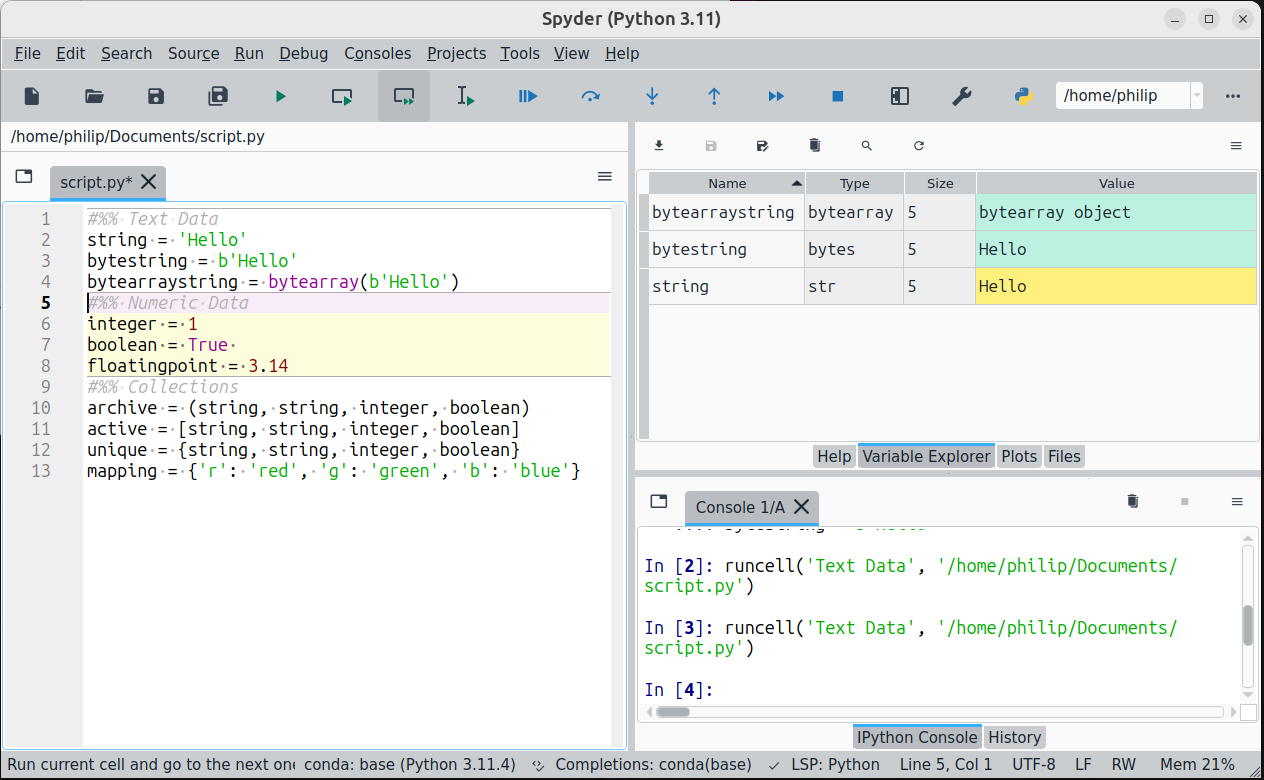 Spyder (Python 3.11)
File Edit Search Source Run Debug Consoles Projects Tools View Help
/home/philip
/home/philip/Documents/script.py
script.py*
1 #%% Text Data
2 string = 'Hello'
3 bytestring = b'Hello'
4 bytearraystring = bytearray(b'Hello')
5 #%% Numeric Data
6 integer = 1
7 boolean = True
8 floatingpoint = 3.14
9 #%% Collections
10 archive = (string, string, integer, boolean)
11 active = [string, string, integer, boolean]
12 unique = {string, string, integer, boolean}
13 mapping = {'r': 'red', 'g': 'green', 'b': 'blue'}
Name Type Size Value
bytearraystring bytearray 5 bytearray object
bytestring bytes 5 Hello
string str 5 Hello
Help Variable Explorer Plots Files
Console 1/A
In [2]: runcell('Text Data', '/home/philip/Documents/
script.py')
In [3]: runcell('Text Data', '/home/philip/Documents/
script.py')
In [4]:
IPython Console History
Run current cell and go to the next one conda: base (Python 3.11.4) Completions: conda(base) LSP: Python Line 5, Col 1 UTF-8 LF RW Mem 21%